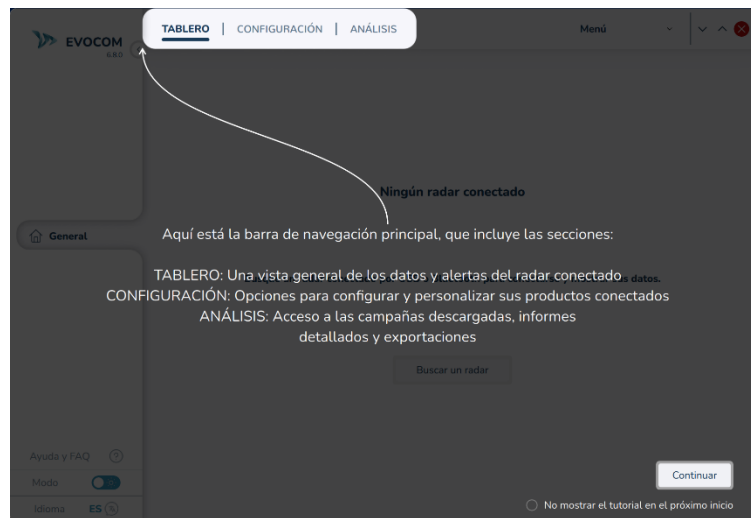 EVOCOM
TABLERO | CONFIGURACIÓN | ANÁLISIS
Menú
Ningún radar conectado
General
Aquí está la barra de navegación principal, que incluye las secciones:
TABLERO: Una vista general de los datos y alertas del radar conectado
CONFIGURACIÓN: Opciones para configurar y personalizar sus productos conectados
ANÁLISIS: Acceso a las campañas descargadas, informes
detallados y exportaciones
Buscar un radar
Ayuda y FAQ
Modo
Idioma ES
Continuar
No mostrar el tutorial en el próximo inicio